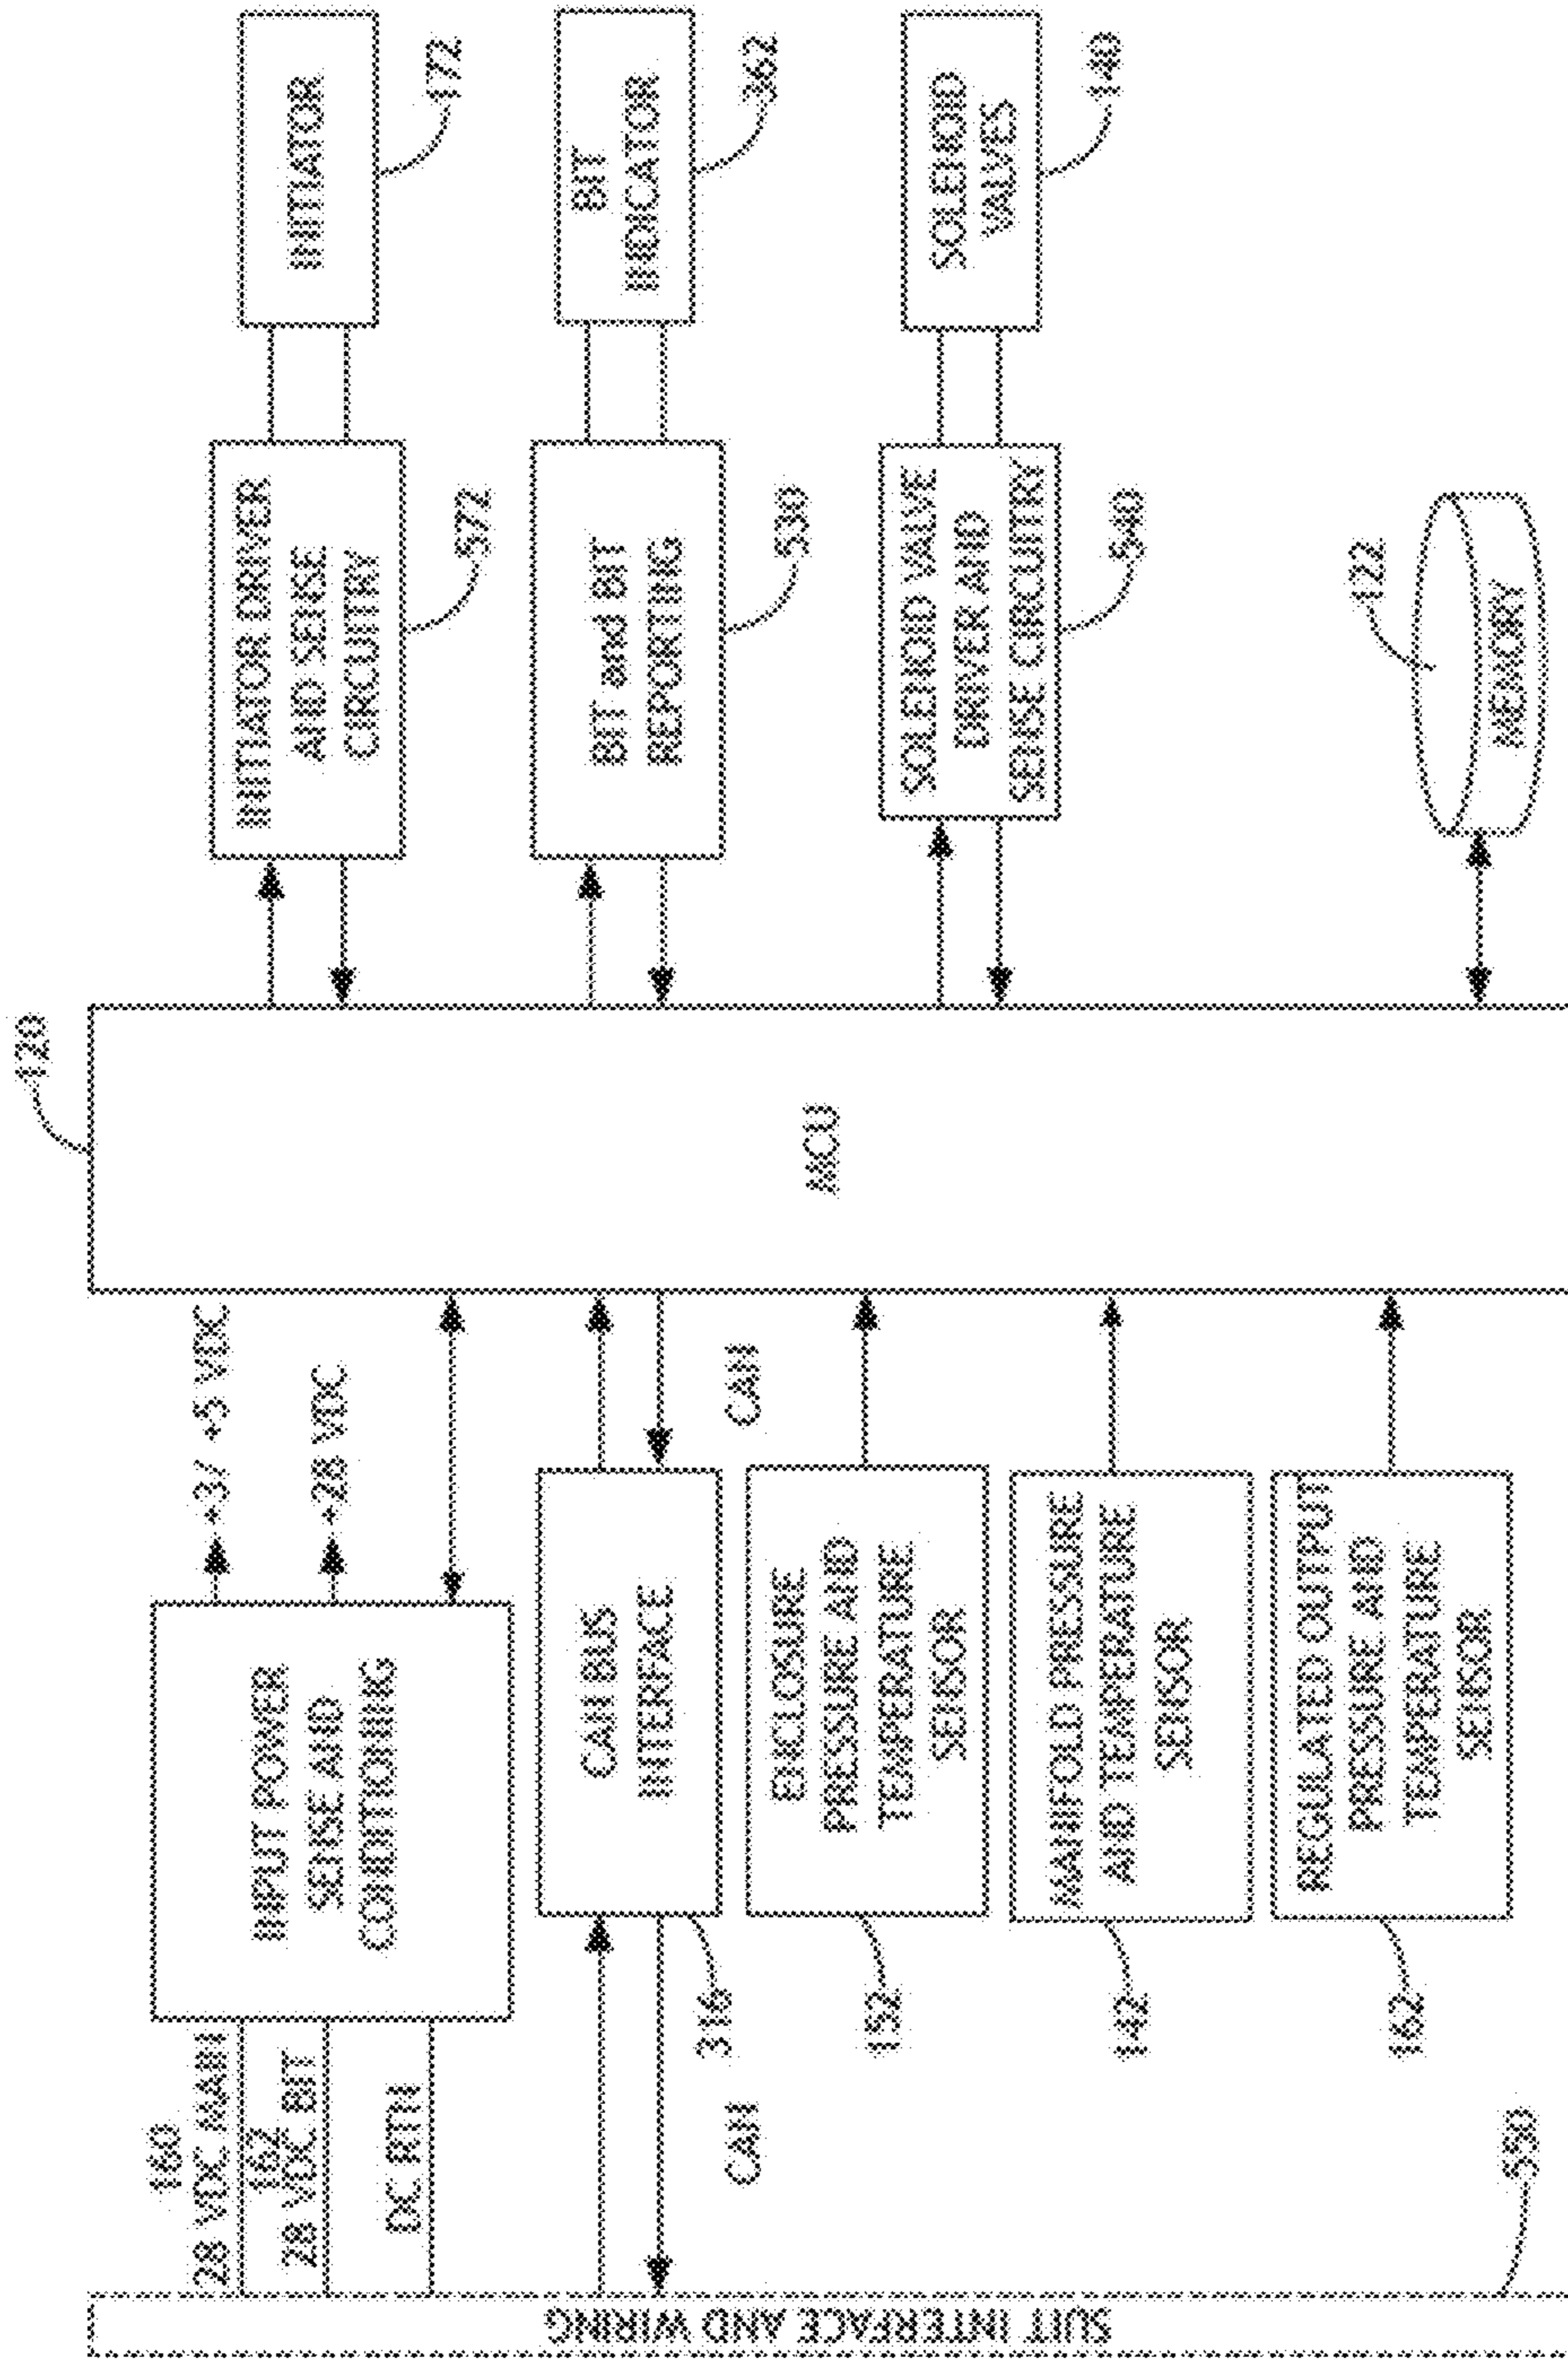 120
160
28 VDC MAIN
162
28 VDC BIT
DC RTN
INPUT POWER
SENSE AND
CONDITIONING
+3/ +5 VDC
+28 VDC
INITIATOR DRIVER
AND SENSE
CIRCUITRY
572
INITIATOR
172
CAN BUS
INTERFACE
316
CAN
CAN
BIT and BIT
REPORTING
530
BIT
INDICATOR
362
MCU
ENCLOSURE
PRESSURE AND
TEMPERATURE
SENSOR
152
SOLENOID VALVE
DRIVER AND
SENSE CIRCUITRY
540
SOLENOID
VALVES
140
MANIFOLD PRESSURE
AND TEMPERATURE
SENSOR
142
REGULATED OUTPUT
PRESSURE AND
TEMPERATURE
SENSOR
162
122
MEMORY
SUIT INTERFACE AND WIRING
550